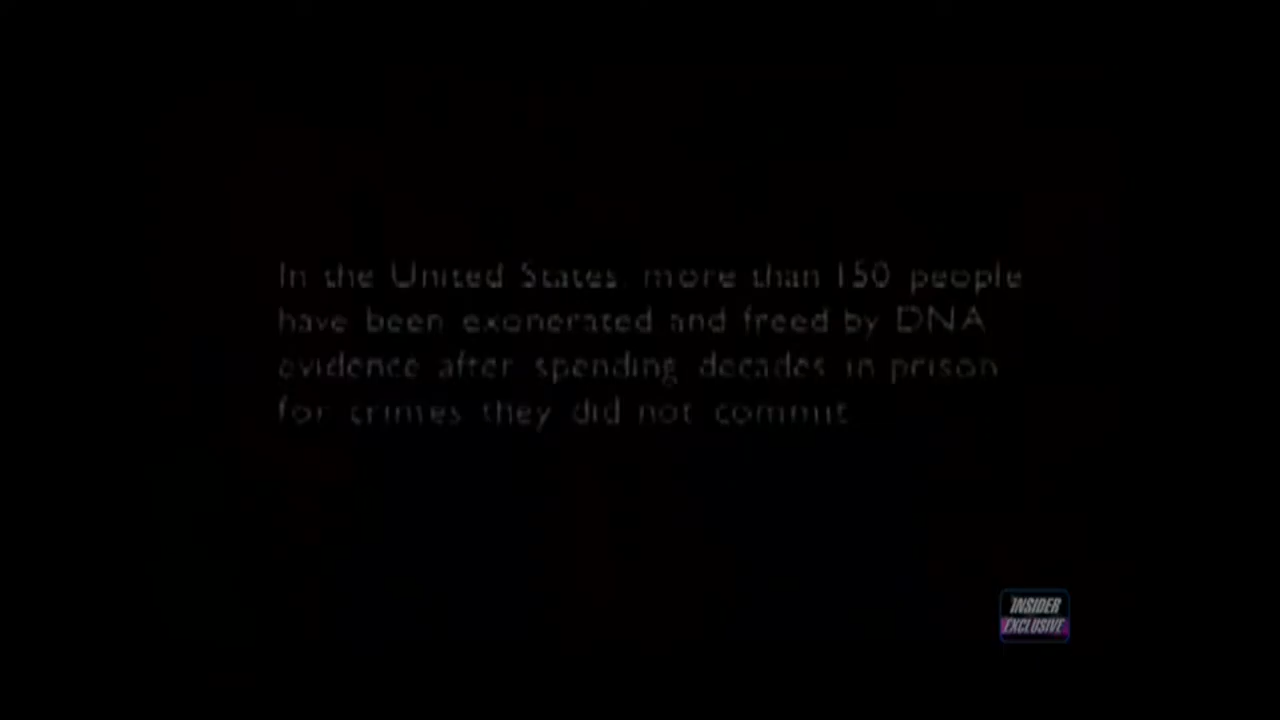 In the United States, more than 150 people
have been exonerated and freed by DNA
evidence after spending decades in prison
for crimes they did not commit
INSIDER
EXCLUSIVE